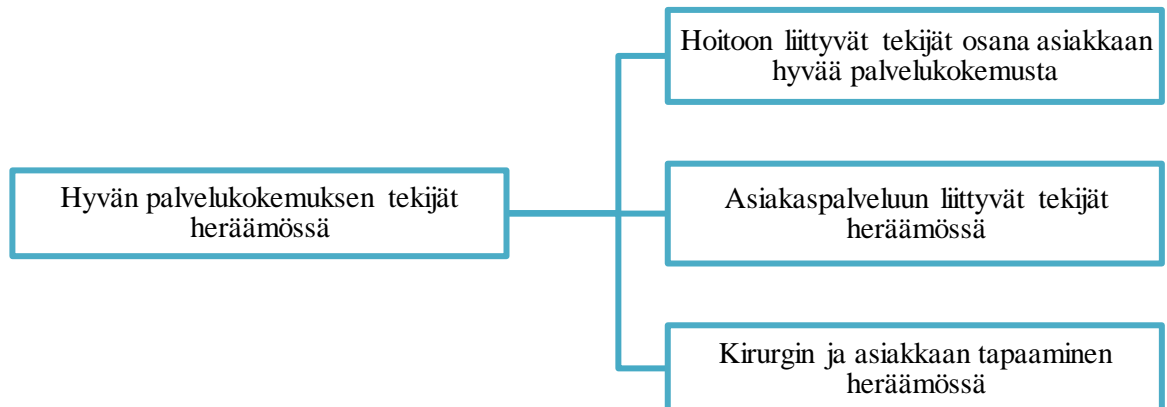 Hoitoon liittyvät tekijät osana asiakkaan
hyvää palvelukokemusta
Hyvän palvelukokemuksen tekijät
heräämössä
Asiakaspalveluun liittyvät tekijät
heräämössä
Kirurgin ja asiakkaan tapaaminen
heräämössä